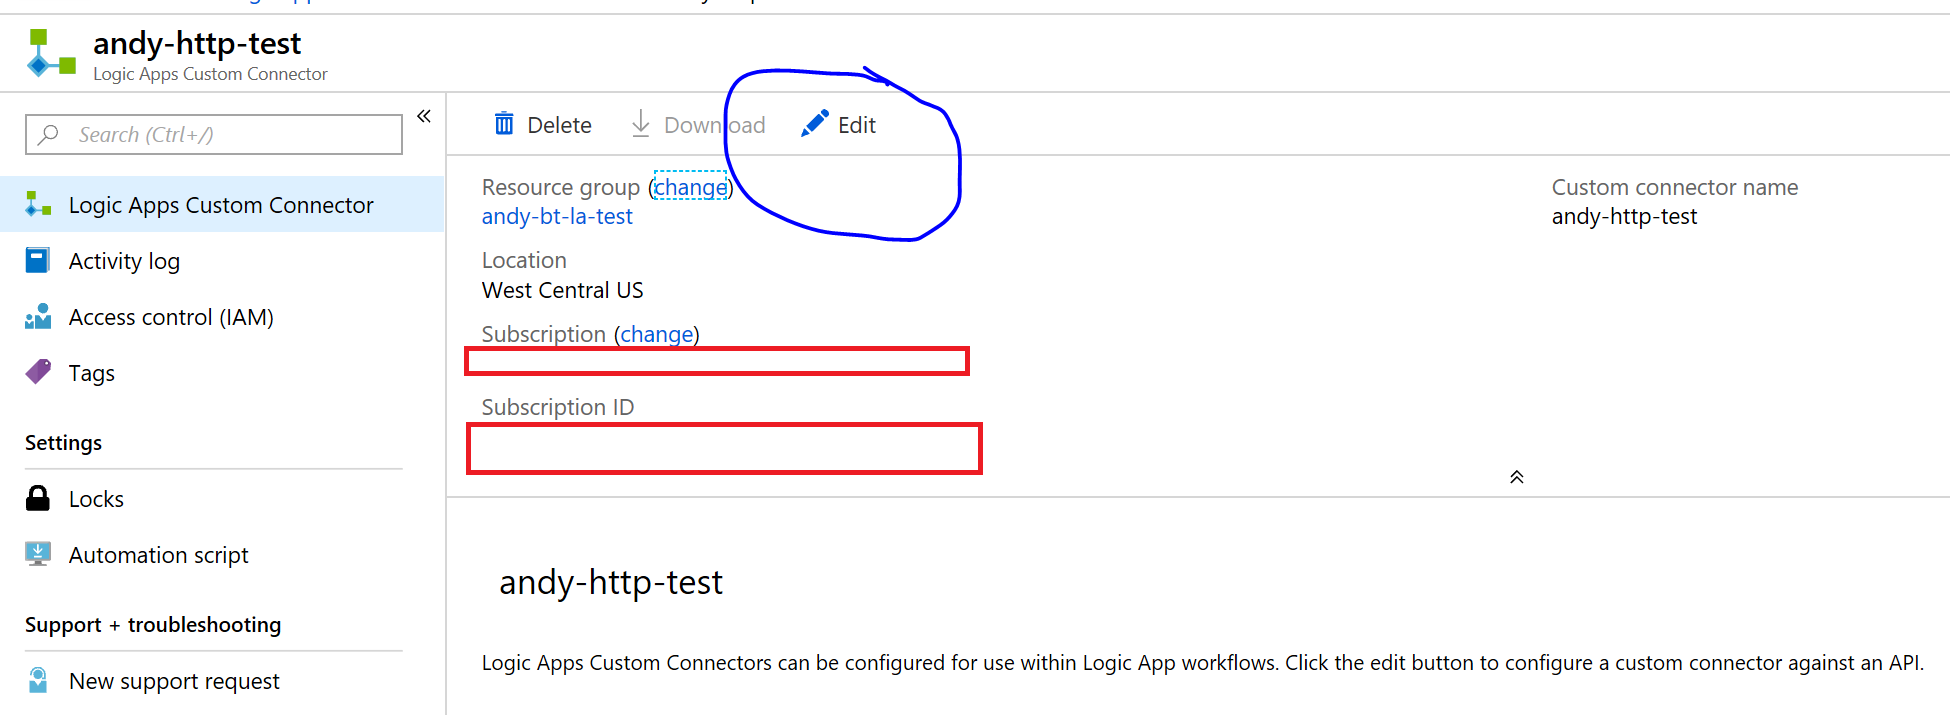 andy-http-test
Logic Apps Custom Connector
Search (Ctrl+/)
Logic Apps Custom Connector
Activity log
Access control (IAM)
Tags
Settings
Locks
Automation script
Support + troubleshooting
New support request
Delete
Download
Edit
Resource group (change)
andy-bt-la-test
Location
West Central US
Subscription (change)
Subscription ID
Custom connector name
andy-http-test
andy-http-test
Logic Apps Custom Connectors can be configured for use within Logic App workflows. Click the edit button to configure a custom connector against an API.